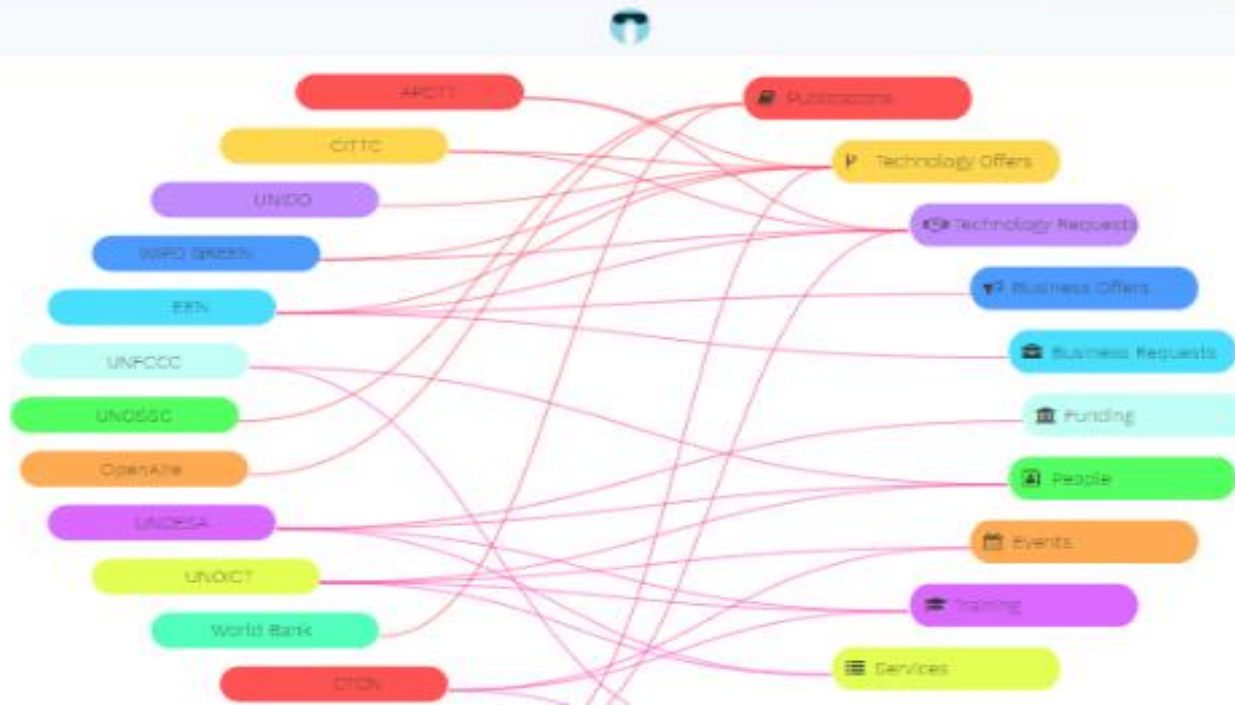 APCTT
Publications
CITTC
Technology Offers
UNIDO
Technology Requests
WIPO GREEN
Business Offers
EEN
Business Requests
UNFCCC
Funding
UNOSSC
People
OpenAire
Events
UNDESA
Training
UNOICT
Services
World Bank
CTCN